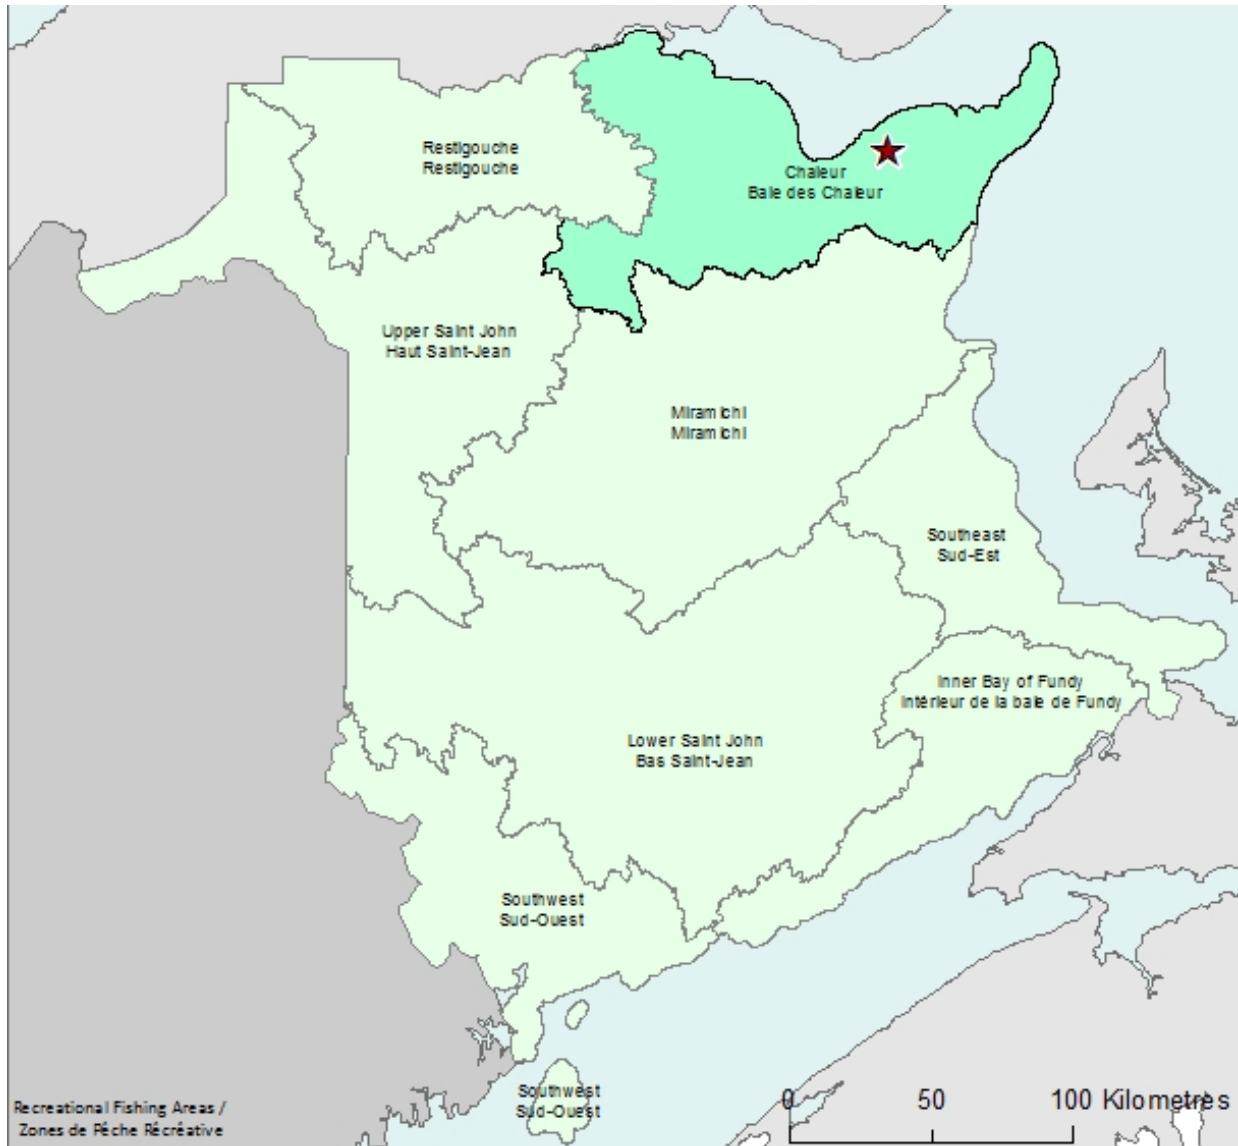 Restigouche
Restigouche
Chaleur
Baie des Chaleur
Upper Saint John
Haut Saint-Jean
Miramichi
Miramichi
Southeast
Sud-Est
Inner Bay of Fundy
Intérieur de la baie de Fundy
Lower Saint John
Bas Saint-Jean
Southwest
Sud-Ouest
Southwest
Sud-Ouest
Recreational Fishing Areas /
Zones de Pêche Récréative
0 50 100 Kilometres